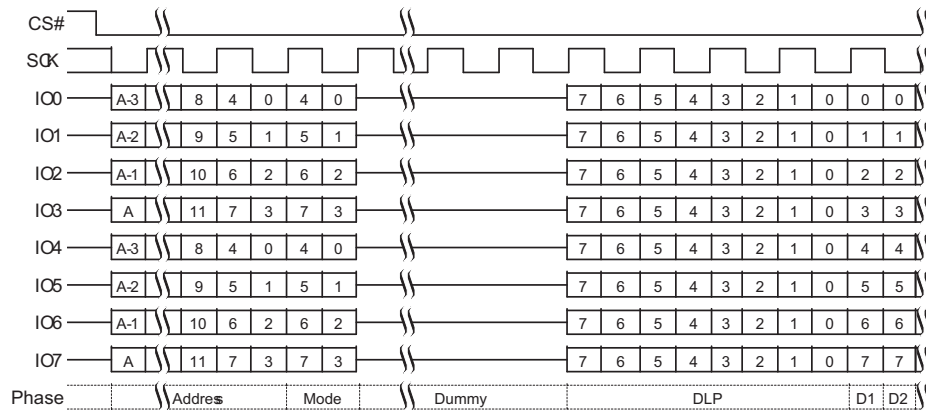 CS#
SCK
IO0 A-3 8 4 0 4 0 7 6 5 4 3 2 1 0 0 0
IO1 A-2 9 5 1 5 1 7 6 5 4 3 2 1 0 1 1
IO2 A-1 10 6 2 6 2 7 6 5 4 3 2 1 0 2 2
IO3 A 11 7 3 7 3 7 6 5 4 3 2 1 0 3 3
IO4 A-3 8 4 0 4 0 7 6 5 4 3 2 1 0 4 4
IO5 A-2 9 5 1 5 1 7 6 5 4 3 2 1 0 5 5
IO6 A-1 10 6 2 6 2 7 6 5 4 3 2 1 0 6 6
IO7 A 11 7 3 7 3 7 6 5 4 3 2 1 0 7 7
Phase Address Mode Dummy DLP D1 D2